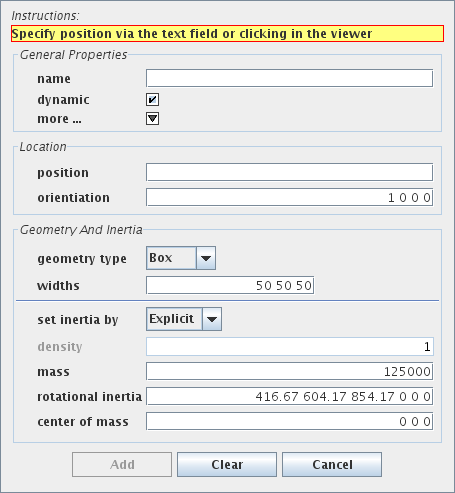 Instructions:
Specify position via the text field or clicking in the viewer
General Properties
name
dynamic
more ...
Location
position
orientiation 1 0 0 0
Geometry And Inertia
geometry type Box
widths 50 50 50
set inertia by Explicit
density 1
mass 125000
rotational inertia 416.67 604.17 854.17 0 0 0
center of mass 0 0 0
Add Clear Cancel